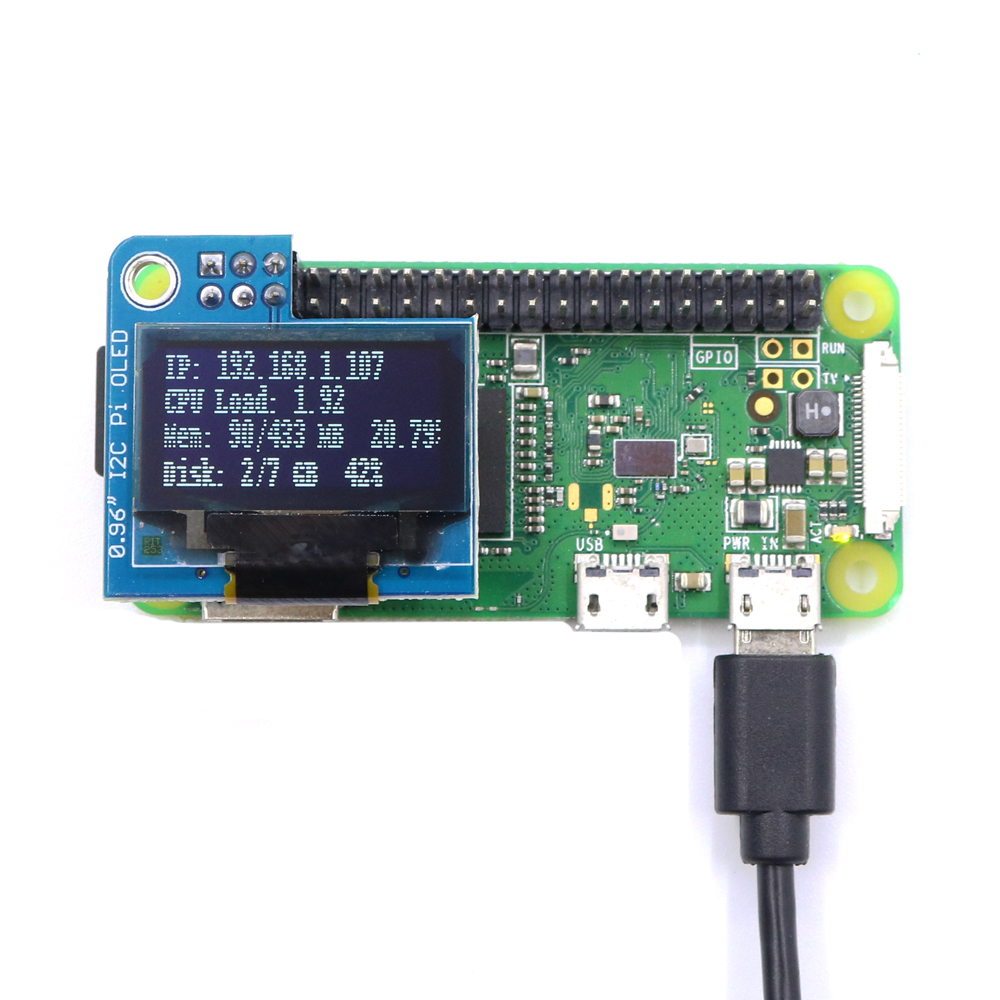 IP: 192.168.1.107
CPU Load: 1.92
Mem: 90/433 MB 20.79%
Disk: 2/7 GB 42%
0.96" I2C Pi OLED
GPIO
RUN
TV
H
USB
PWR IN
ACT